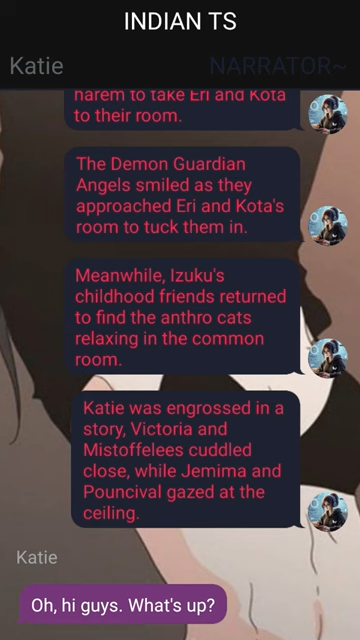 INDIAN TS
Katie
NARRATOR~
harem to take Eri and Kota
to their room.
The Demon Guardian
Angels smiled as they
approached Eri and Kota's
room to tuck them in.
Meanwhile, Izuku's
childhood friends returned
to find the anthro cats
relaxing in the common
room.
Katie was engrossed in a
story, Victoria and
Mistoffelees cuddled
close, while Jemima and
Pouncival gazed at the
ceiling.
Katie
Oh, hi guys. What's up?